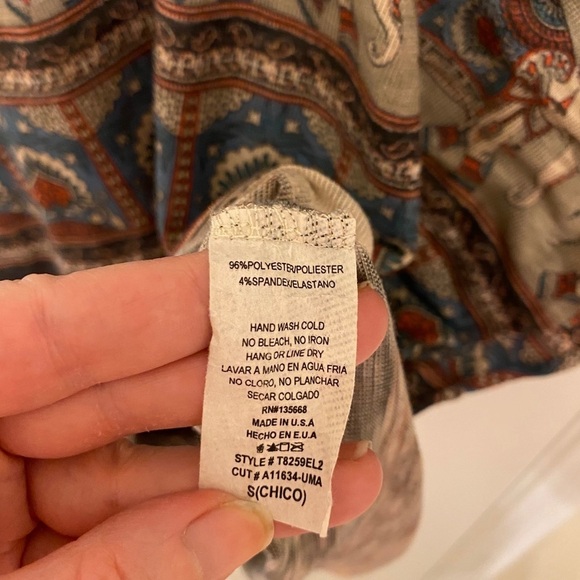 96%POLYESTER/POLIESTER
4%SPANDEX/ELASTANO
HAND WASH COLD
NO BLEACH, NO IRON
HANG OR LINE DRY
LAVAR A MANO EN AGUA FRIA
NO CLORO, NO PLANCHAR
SECAR COLGADO
RN#135668
MADE IN U.S.A
HECHO EN E.U.A
STYLE # T8259EL2
CUT # A11634-UMA
S(CHICO)